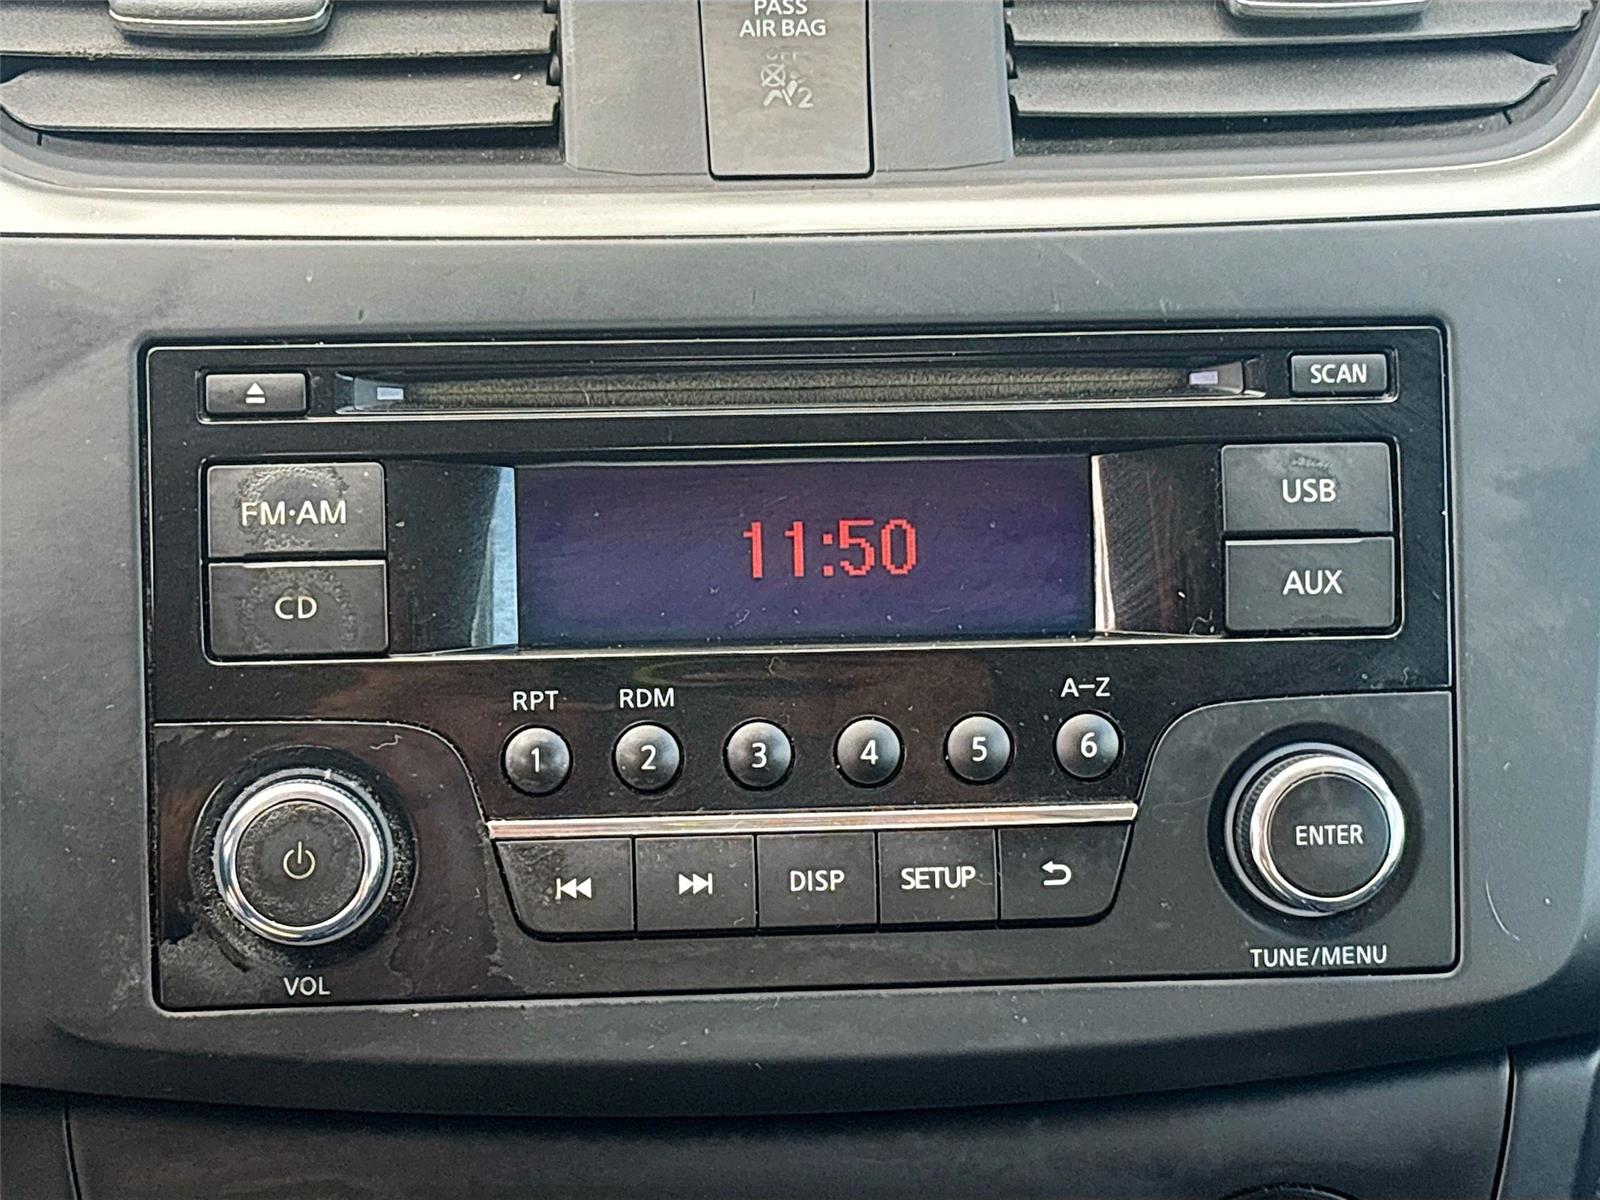 PASS
AIR BAG
OFF
2
SCAN
FM·AM
11:50
USB
CD
AUX
RPT
RDM
A-Z
1
2
3
4
5
6
ENTER
DISP
SETUP
VOL
TUNE/MENU